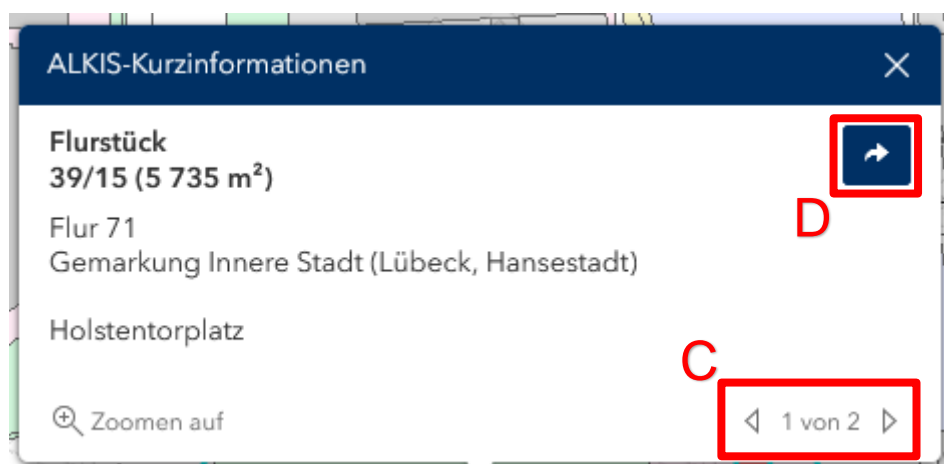 ALKIS-Kurzinformationen
Flurstück
39/15 (5 735 m²)
D
Flur 71
Gemarkung Innere Stadt (Lübeck, Hansestadt)
Holstentorplatz
C
Zoomen auf
1 von 2